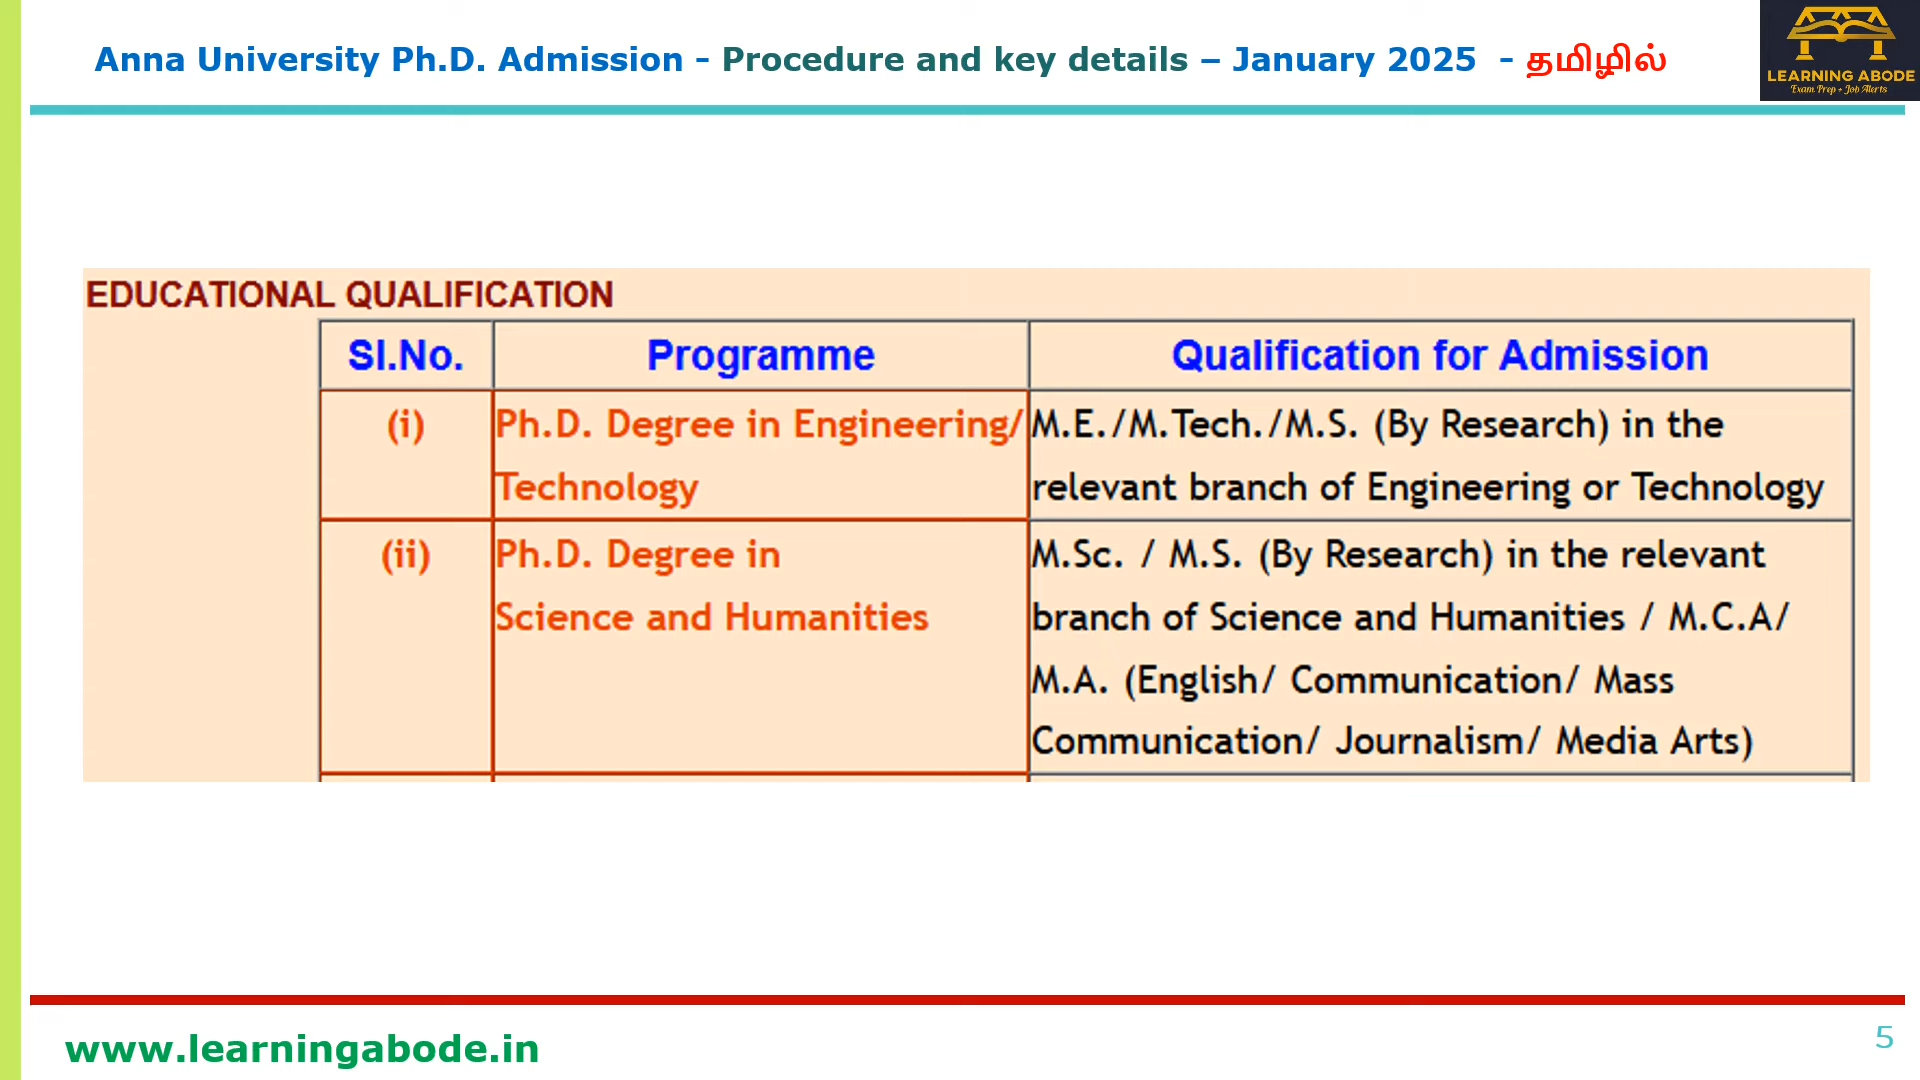 Anna University Ph.D. Admission - Procedure and key details – January 2025 - தமிழில்
LEARNING ABODE
Exam Prep + Job Alerts
EDUCATIONAL QUALIFICATION
Sl.No. Programme Qualification for Admission
(i) Ph.D. Degree in Engineering/ M.E./M.Tech./M.S. (By Research) in the
Technology relevant branch of Engineering or Technology
(ii) Ph.D. Degree in M.Sc. / M.S. (By Research) in the relevant
Science and Humanities branch of Science and Humanities / M.C.A/
M.A. (English/ Communication/ Mass
Communication/ Journalism/ Media Arts)
www.learningabode.in
5